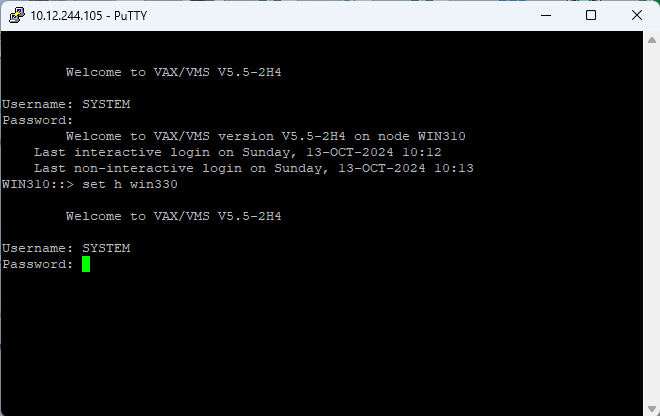 10.12.244.105 - PuTTY
Welcome to VAX/VMS V5.5-2H4
Username: SYSTEM
Password:
Welcome to VAX/VMS version V5.5-2H4 on node WIN310
Last interactive login on Sunday, 13-OCT-2024 10:12
Last non-interactive login on Sunday, 13-OCT-2024 10:13
WIN310::> set h win330
Welcome to VAX/VMS V5.5-2H4
Username: SYSTEM
Password: